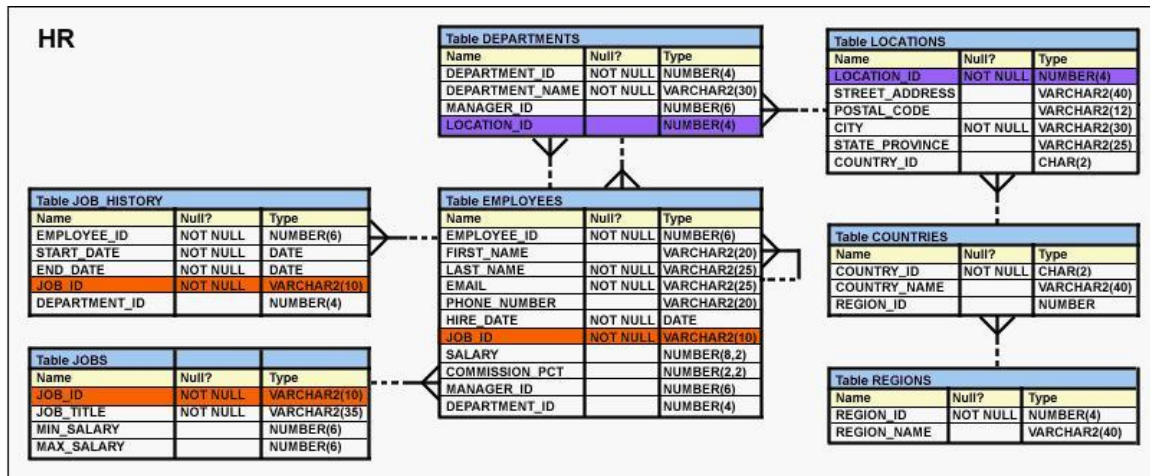 HR
Table DEPARTMENTS
Name Null? Type
DEPARTMENT_ID NOT NULL NUMBER(4)
DEPARTMENT_NAME NOT NULL VARCHAR2(30)
MANAGER_ID NUMBER(6)
LOCATION_ID NUMBER(4)
Table LOCATIONS
Name Null? Type
LOCATION_ID NOT NULL NUMBER(4)
STREET_ADDRESS VARCHAR2(40)
POSTAL_CODE VARCHAR2(12)
CITY NOT NULL VARCHAR2(30)
STATE_PROVINCE VARCHAR2(25)
COUNTRY_ID CHAR(2)
Table JOB_HISTORY
Name Null? Type
EMPLOYEE_ID NOT NULL NUMBER(6)
START_DATE NOT NULL DATE
END_DATE NOT NULL DATE
JOB_ID NOT NULL VARCHAR2(10)
DEPARTMENT_ID NUMBER(4)
Table EMPLOYEES
Name Null? Type
EMPLOYEE_ID NOT NULL NUMBER(6)
FIRST_NAME VARCHAR2(20)
LAST_NAME NOT NULL VARCHAR2(25)
EMAIL NOT NULL VARCHAR2(25)
PHONE_NUMBER VARCHAR2(20)
HIRE_DATE NOT NULL DATE
JOB_ID NOT NULL VARCHAR2(10)
SALARY NUMBER(8,2)
COMMISSION_PCT NUMBER(2,2)
MANAGER_ID NUMBER(6)
DEPARTMENT_ID NUMBER(4)
Table COUNTRIES
Name Null? Type
COUNTRY_ID NOT NULL CHAR(2)
COUNTRY_NAME VARCHAR2(40)
REGION_ID NUMBER
Table JOBS
Name Null? Type
JOB_ID NOT NULL VARCHAR2(10)
JOB_TITLE NOT NULL VARCHAR2(35)
MIN_SALARY NUMBER(6)
MAX_SALARY NUMBER(6)
Table REGIONS
Name Null? Type
REGION_ID NOT NULL NUMBER(4)
REGION_NAME VARCHAR2(40)